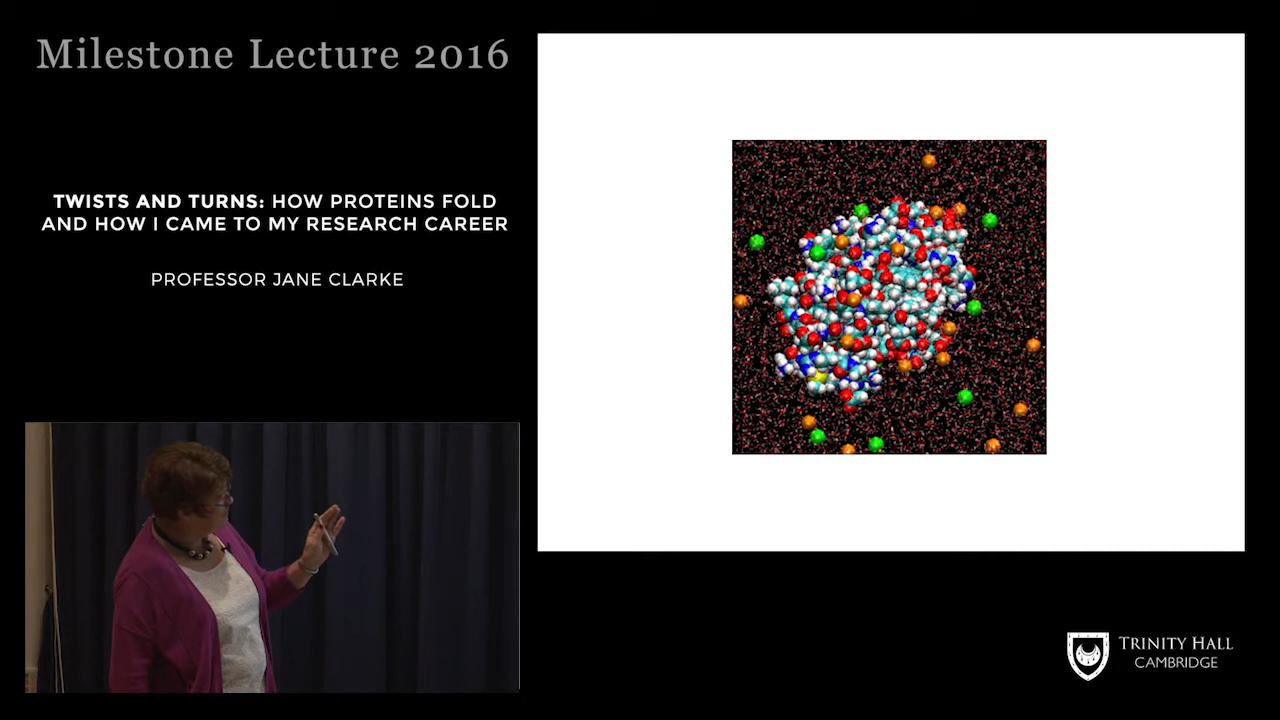 Milestone Lecture 2016
TWISTS AND TURNS: HOW PROTEINS FOLD
AND HOW I CAME TO MY RESEARCH CAREER
PROFESSOR JANE CLARKE
TRINITY HALL
CAMBRIDGE